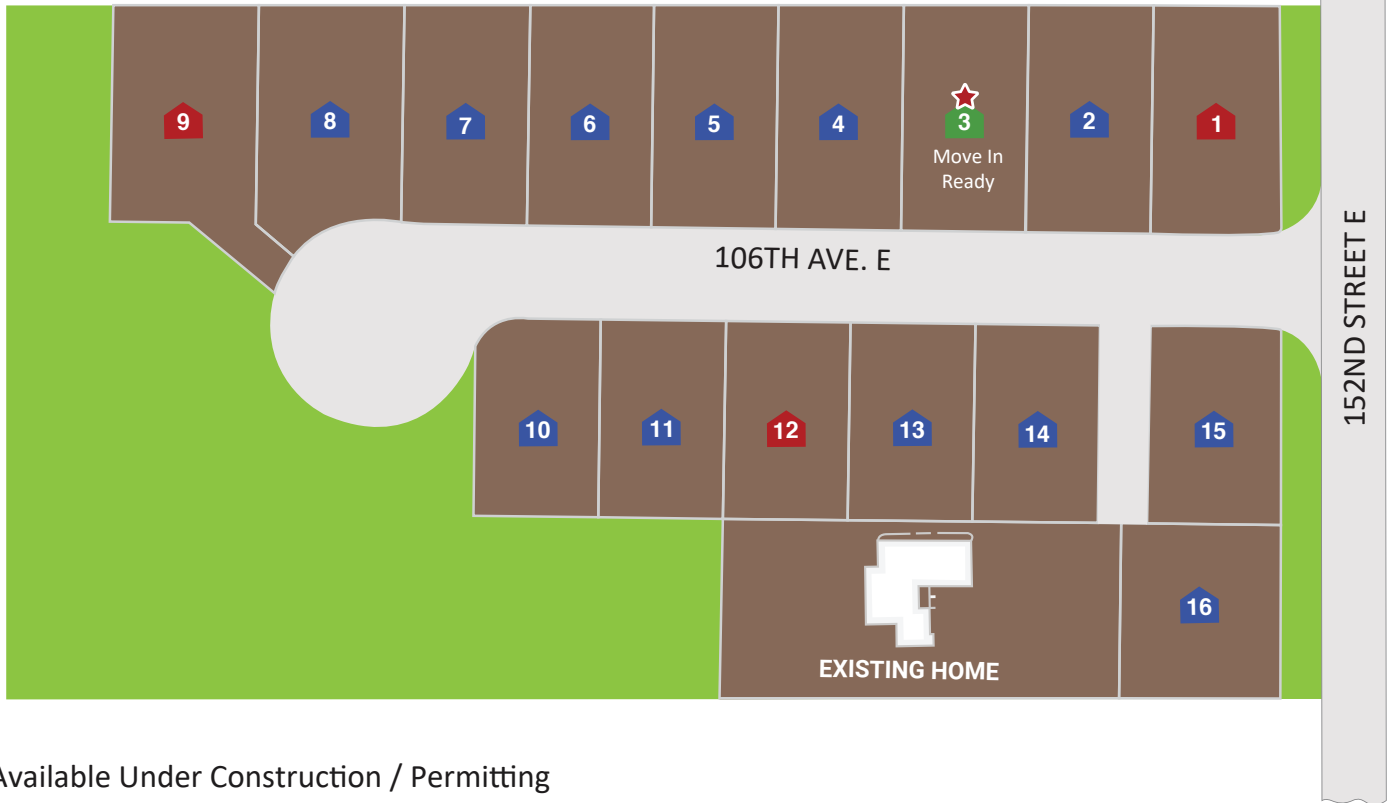 9
8
7
6
5
4
3
2
1
Move In
Ready
106TH AVE. E
152ND STREET E
10
11
12
13
14
15
16
EXISTING HOME
Available Under Construction / Permitting